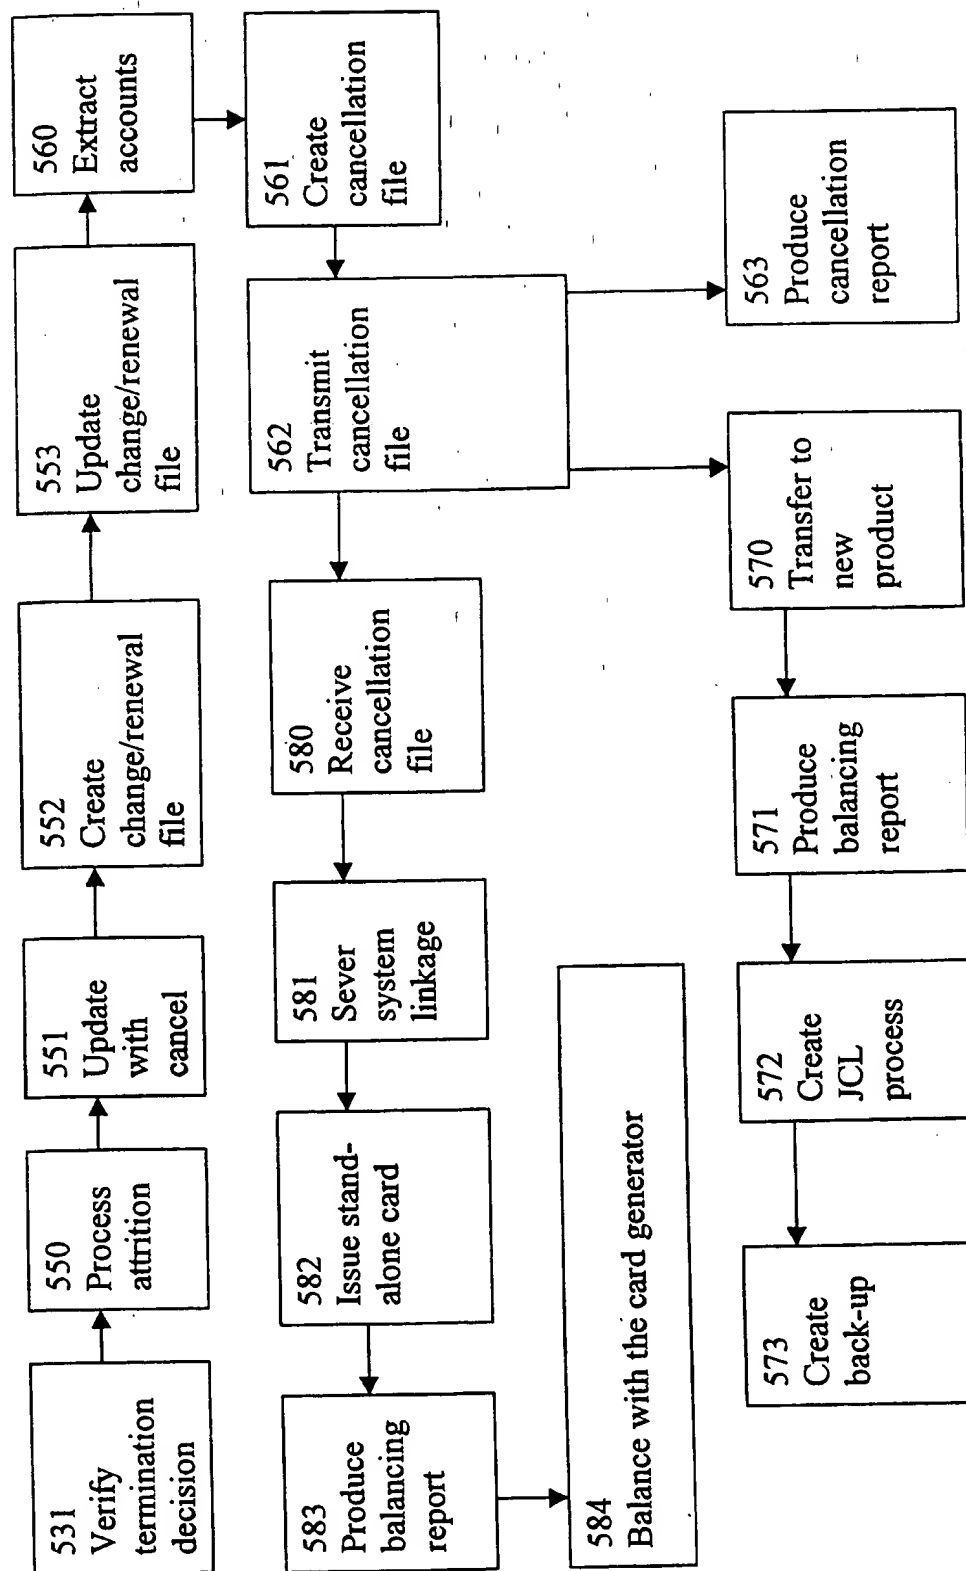 531
Verify
termination
decision
550
Process
attrition
551
Update
with
cancel
552
Create
change/renewal
file
553
Update
change/renewal
file
560
Extract
accounts
561
Create
cancellation
file
562
Transmit
cancellation
file
580
Receive
cancellation
file
581
Sever
system
linkage
582
Issue stand-
alone card
583
Produce
balancing
report
584
Balance with the card generator
563
Produce
cancellation
report
570
Transfer to
new
product
571
Produce
balancing
report
572
Create
JCL
process
573
Create
back-up